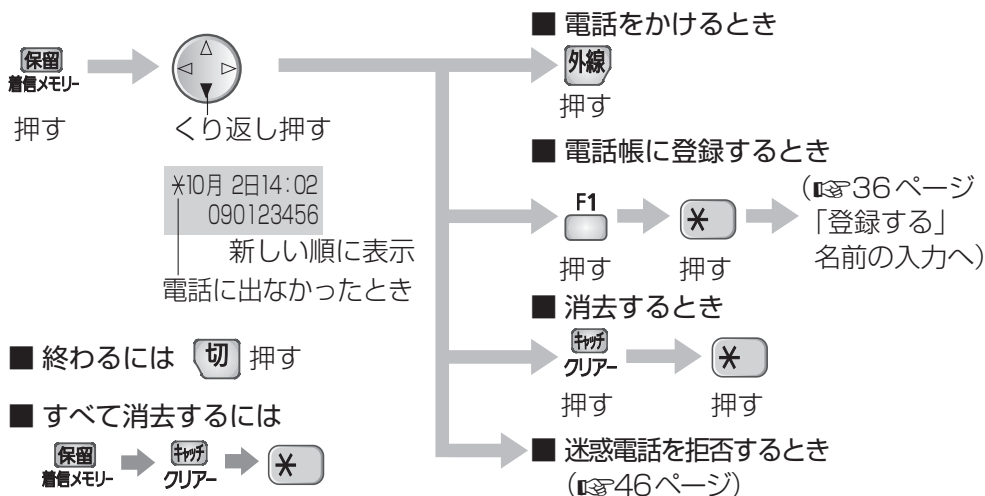 保留
着信メモリー
押す
くり返し押す
＊10月 2日14：02
090123456
新しい順に表示
電話に出なかったとき
■ 終わるには 切 押す
■ すべて消去するには
保留
着信メモリー
キャッチ
クリアー
＊
■ 電話をかけるとき
外線
押す
■ 電話帳に登録するとき
F1
押す
＊
押す
（☞36ページ
「登録する」
名前の入力へ）
■ 消去するとき
キャッチ
クリアー
押す
＊
押す
■ 迷惑電話を拒否するとき
（☞46ページ）